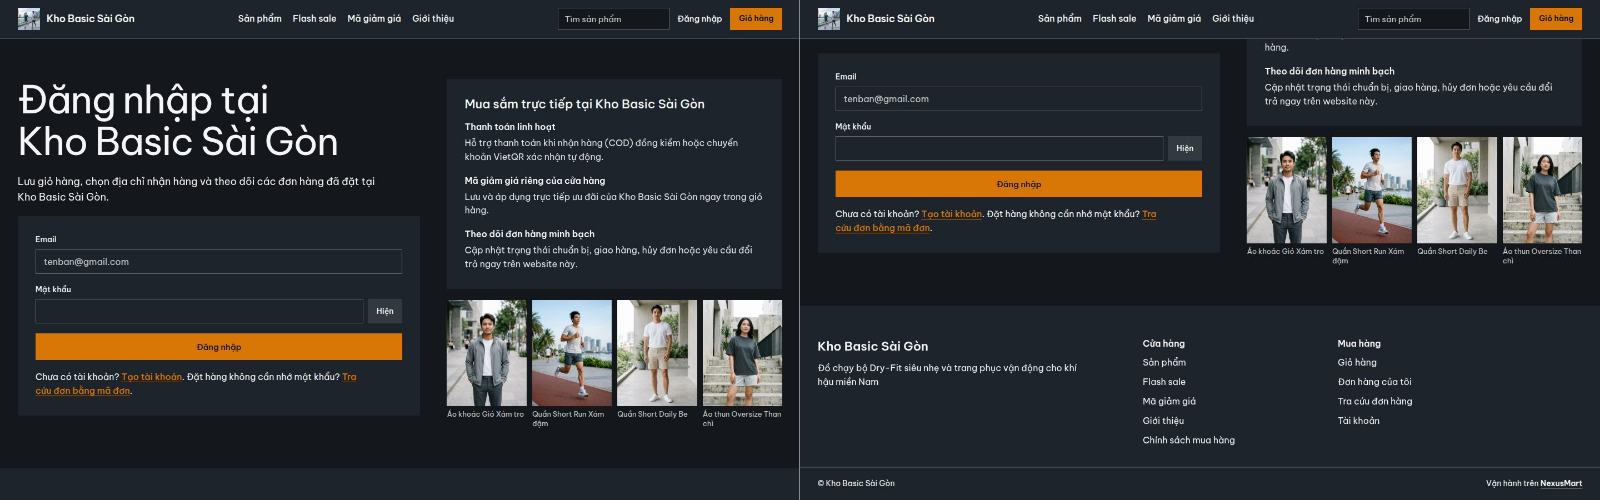 Kho Basic Sài Gòn
Sản phẩm
Flash sale
Mã giảm giá
Giới thiệu
Tìm sản phẩm
Đăng nhập
Giỏ hàng
Đăng nhập tại
Kho Basic Sài Gòn
Lưu giỏ hàng, chọn địa chỉ nhận hàng và theo dõi các đơn hàng đã đặt tại
Kho Basic Sài Gòn.
Email
tenban@gmail.com
Mật khẩu
Hiện
Đăng nhập
Chưa có tài khoản? Tạo tài khoản. Đặt hàng không cần nhớ mật khẩu? Tra
cứu đơn bằng mã đơn.
Mua sắm trực tiếp tại Kho Basic Sài Gòn
Thanh toán linh hoạt
Hỗ trợ thanh toán khi nhận hàng (COD) đồng kiểm hoặc chuyển
khoản VietQR xác nhận tự động.
Mã giảm giá riêng của cửa hàng
Lưu và áp dụng trực tiếp ưu đãi của Kho Basic Sài Gòn ngay trong giỏ
hàng.
Theo dõi đơn hàng minh bạch
Cập nhật trạng thái chuẩn bị, giao hàng, hủy đơn hoặc yêu cầu đổi
trả ngay trên website này.
Áo khoác Gió Xám tro
Quần Short Run Xám
đậm
Quần Short Daily Be
Áo thun Oversize Than
chì
Kho Basic Sài Gòn
Sản phẩm
Flash sale
Mã giảm giá
Giới thiệu
Tìm sản phẩm
Đăng nhập
Giỏ hàng
Email
tenban@gmail.com
Mật khẩu
Hiện
Đăng nhập
Chưa có tài khoản? Tạo tài khoản. Đặt hàng không cần nhớ mật khẩu? Tra
cứu đơn bằng mã đơn.
hàng.
Theo dõi đơn hàng minh bạch
Cập nhật trạng thái chuẩn bị, giao hàng, hủy đơn hoặc yêu cầu đổi
trả ngay trên website này.
Áo khoác Gió Xám tro
Quần Short Run Xám
đậm
Quần Short Daily Be
Áo thun Oversize Than
chì
Kho Basic Sài Gòn
Đồ chạy bộ Dry-Fit siêu nhẹ và trang phục vận động cho khí
hậu miền Nam
Cửa hàng
Sản phẩm
Flash sale
Mã giảm giá
Giới thiệu
Chính sách mua hàng
Mua hàng
Giỏ hàng
Đơn hàng của tôi
Tra cứu đơn hàng
Tài khoản
© Kho Basic Sài Gòn
Vận hành trên NexusMart